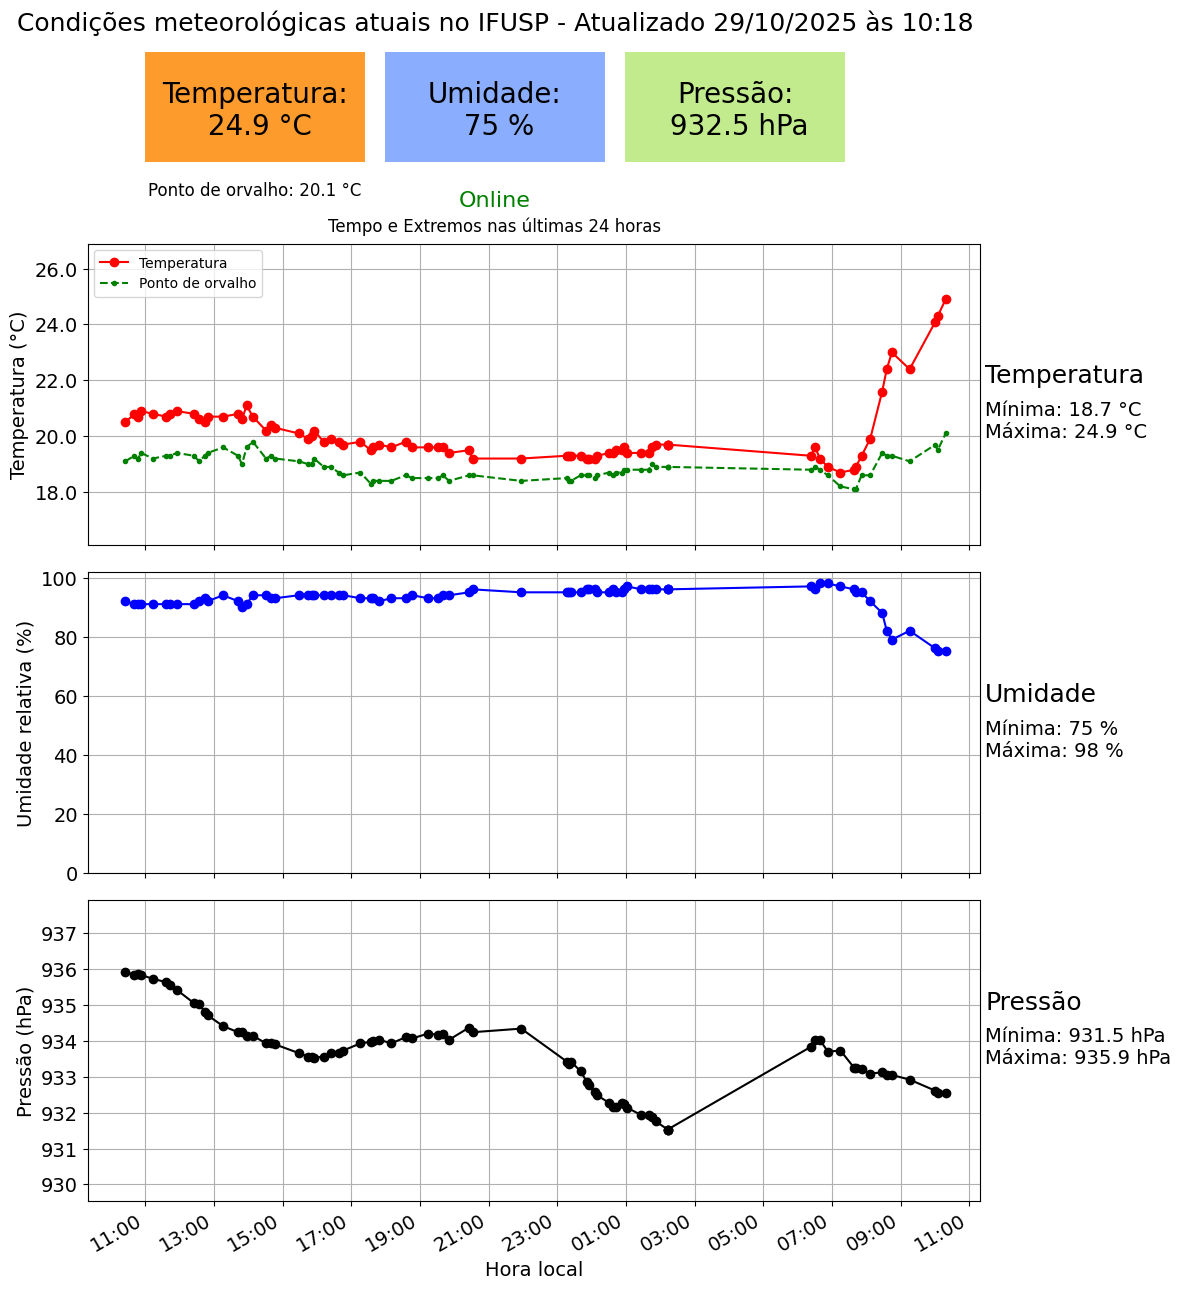 Condições meteorológicas atuais no IFUSP - Atualizado 29/10/2025 às 10:18
Temperatura:
24.9 °C
Umidade:
75 %
Pressão:
932.5 hPa
Ponto de orvalho: 20.1 °C
Online
Tempo e Extremos nas últimas 24 horas
Temperatura
Ponto de orvalho
Temperatura (°C)
26.0
24.0
22.0
20.0
18.0
Temperatura
Mínima: 18.7 °C
Máxima: 24.9 °C
Umidade relativa (%)
100
80
60
40
20
0
Umidade
Mínima: 75 %
Máxima: 98 %
Pressão (hPa)
937
936
935
934
933
932
931
930
Pressão
Mínima: 931.5 hPa
Máxima: 935.9 hPa
11:00
13:00
15:00
17:00
19:00
21:00
23:00
01:00
03:00
05:00
07:00
09:00
11:00
Hora local